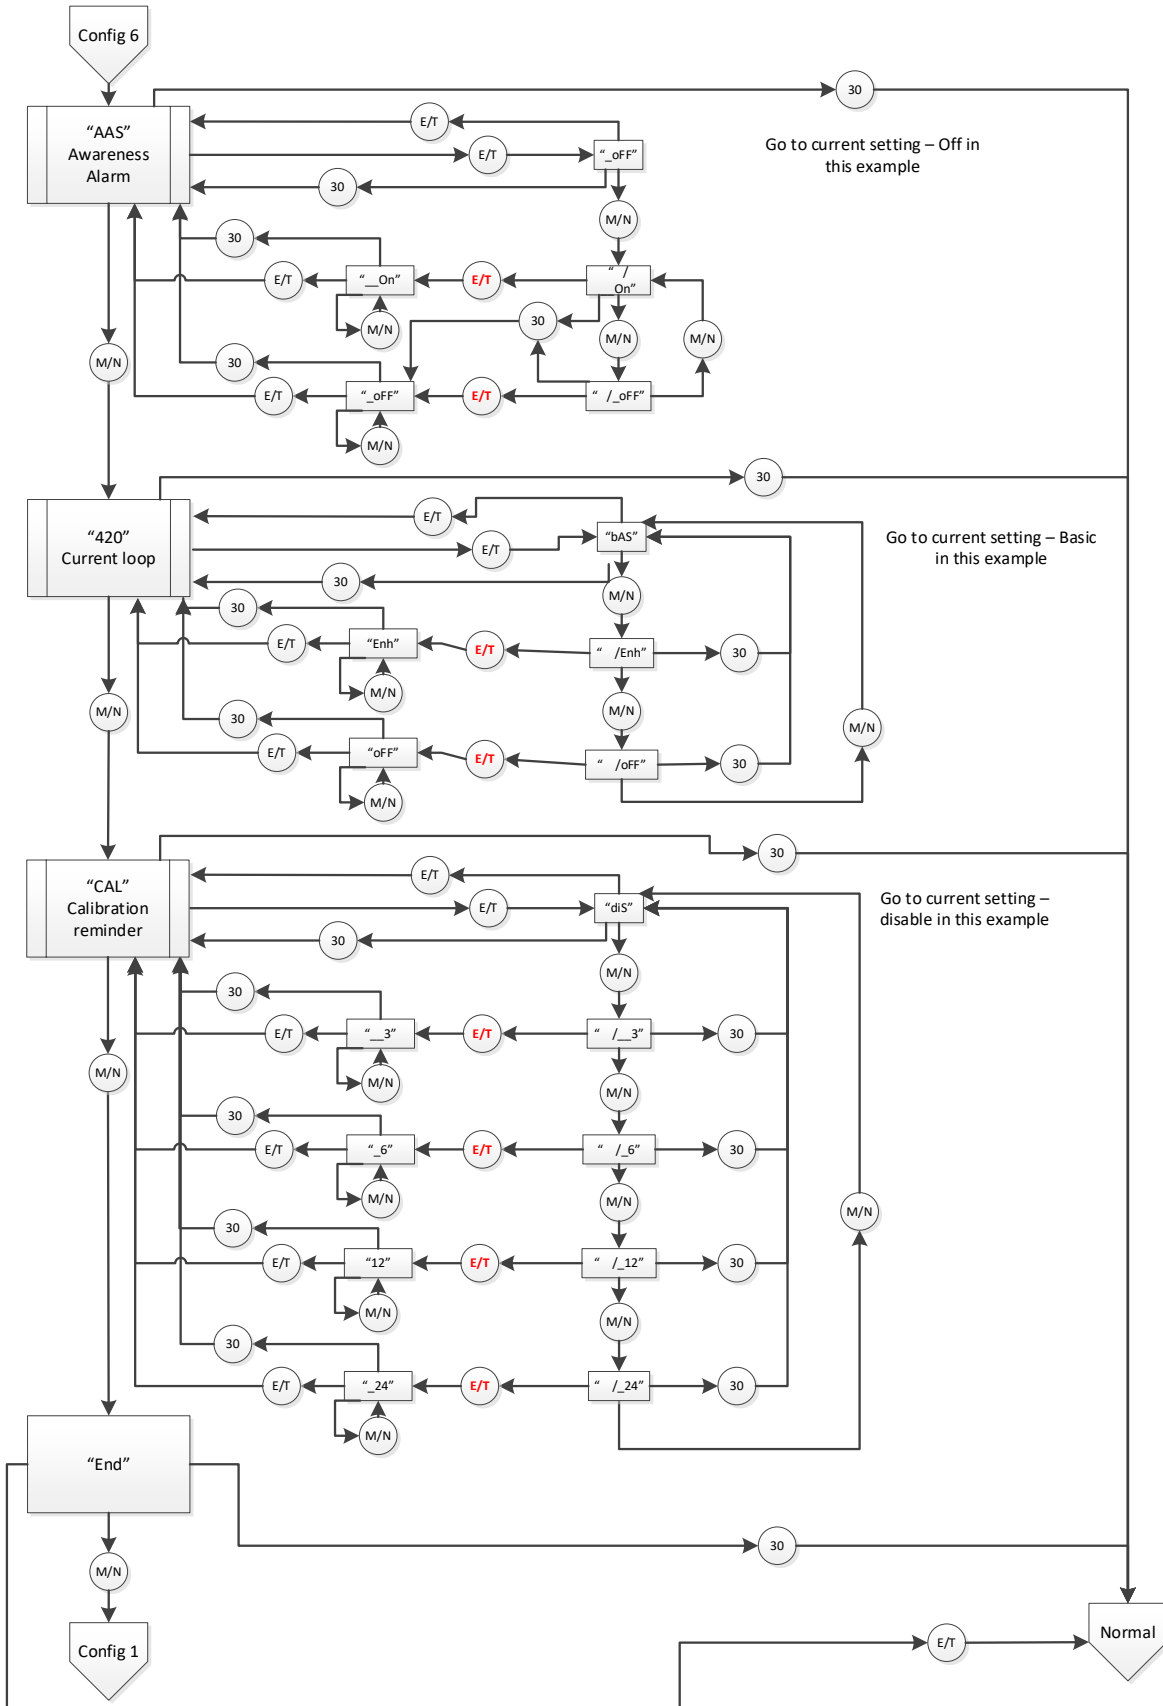 Config 6
30
“AAS”
Awareness
Alarm
E/T
Go to current setting – Off in
this example
“_oFF”
E/T
30
M/N
30
“ /
__On”
“__On”
E/T
E/T
30
M/N
M/N
M/N
30
M/N
“_oFF”
E/T
E/T
“ /_oFF”
M/N
30
“420”
Current loop
E/T
“bAS”
Go to current setting – Basic
in this example
E/T
30
M/N
30
“Enh”
E/T
E/T
“ /Enh”
30
M/N
M/N
M/N
30
M/N
“oFF”
E/T
E/T
“ /oFF”
30
M/N
30
“CAL”
Calibration
reminder
E/T
“diS”
Go to current setting –
disable in this example
E/T
30
M/N
30
“__3”
E/T
E/T
“ /__3”
30
M/N
M/N
M/N
30
“_6”
E/T
E/T
“ /_6”
30
M/N
M/N
M/N
30
“12”
E/T
E/T
“ /_12”
30
M/N
M/N
30
“_24”
E/T
E/T
“ /_24”
30
M/N
“End”
30
M/N
Config 1
E/T
Normal